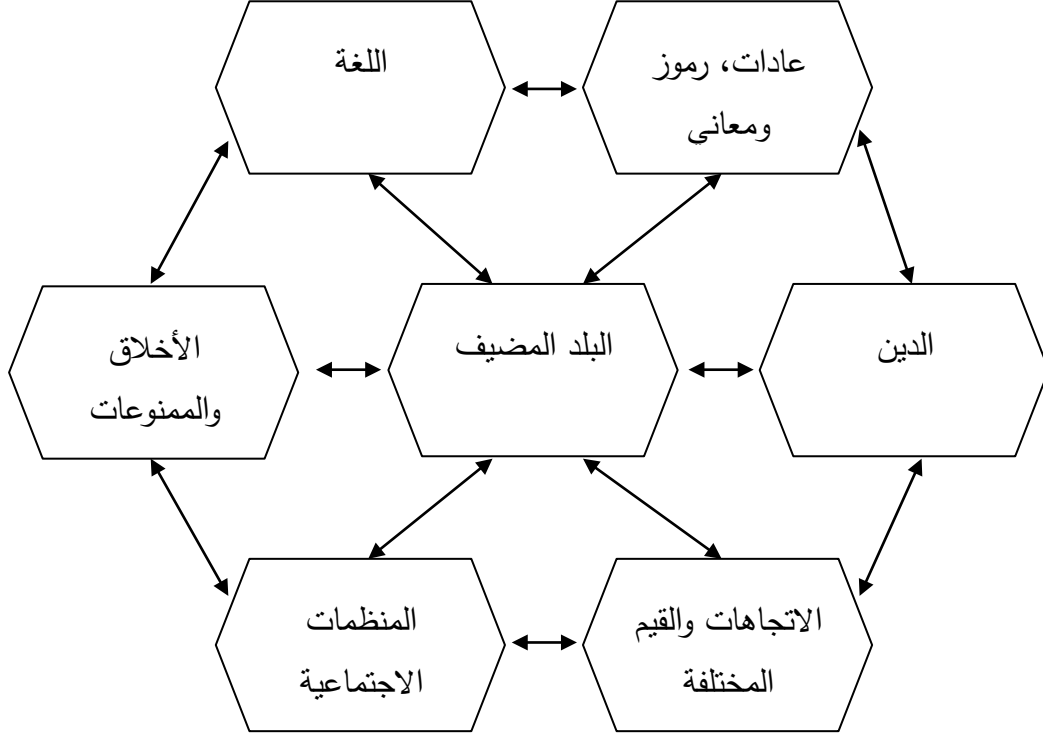 عادات، رموز
ومعاني
اللغة
الدين
البلد المضيف
الأخلاق
والممنوعات
الاتجاهات والقيم
المختلفة
المنظمات
الاجتماعية